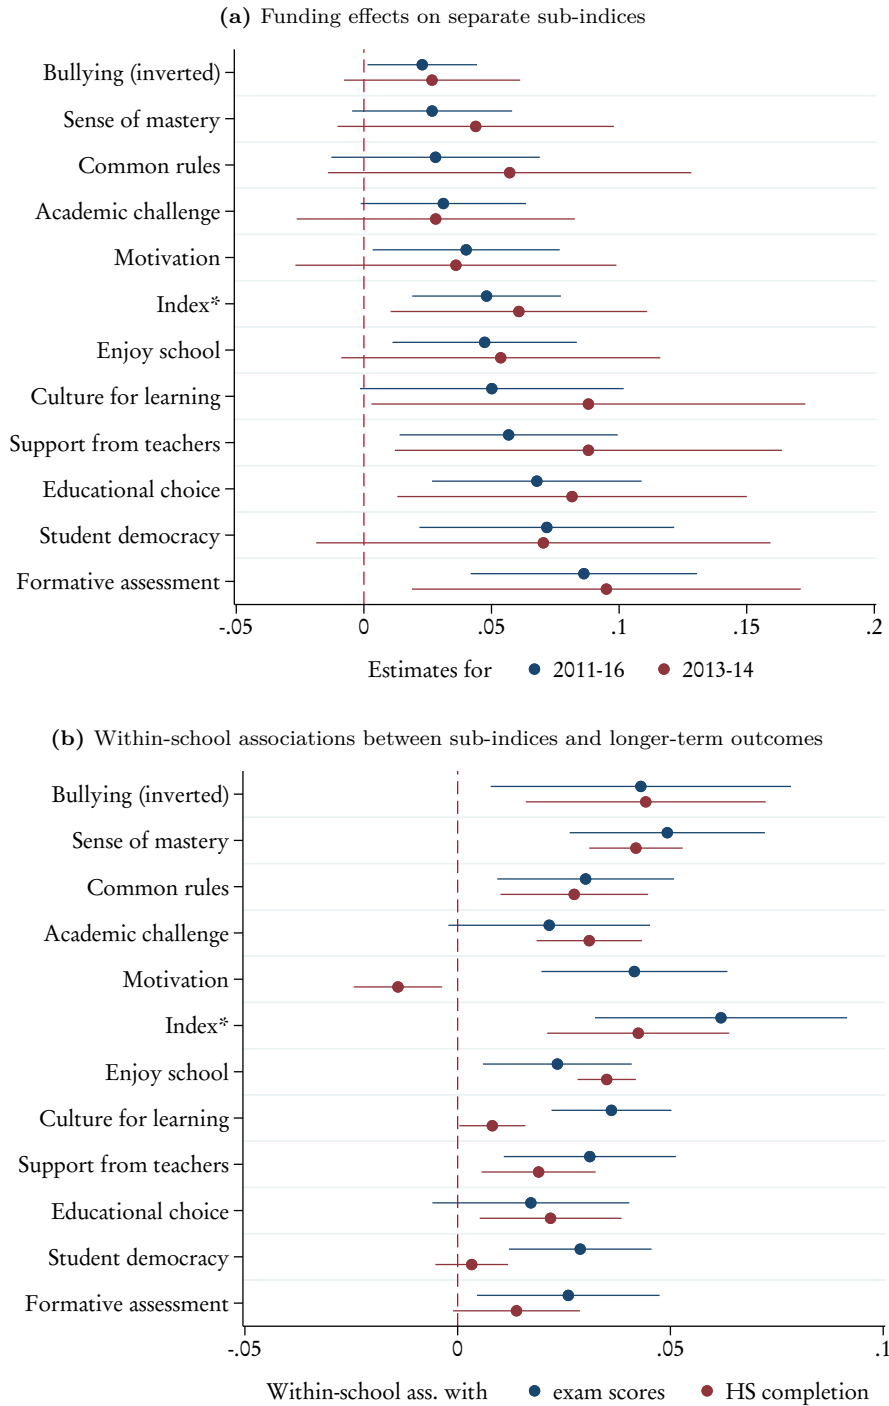 (a) Funding effects on separate sub-indices
Bullying (inverted)
Sense of mastery
Common rules
Academic challenge
Motivation
Index*
Enjoy school
Culture for learning
Support from teachers
Educational choice
Student democracy
Formative assessment
-.05 0 .05 .1 .15 .2
Estimates for 2011-16 2013-14
(b) Within-school associations between sub-indices and longer-term outcomes
Bullying (inverted)
Sense of mastery
Common rules
Academic challenge
Motivation
Index*
Enjoy school
Culture for learning
Support from teachers
Educational choice
Student democracy
Formative assessment
-.05 0 .05 .1
Within-school ass. with exam scores HS completion